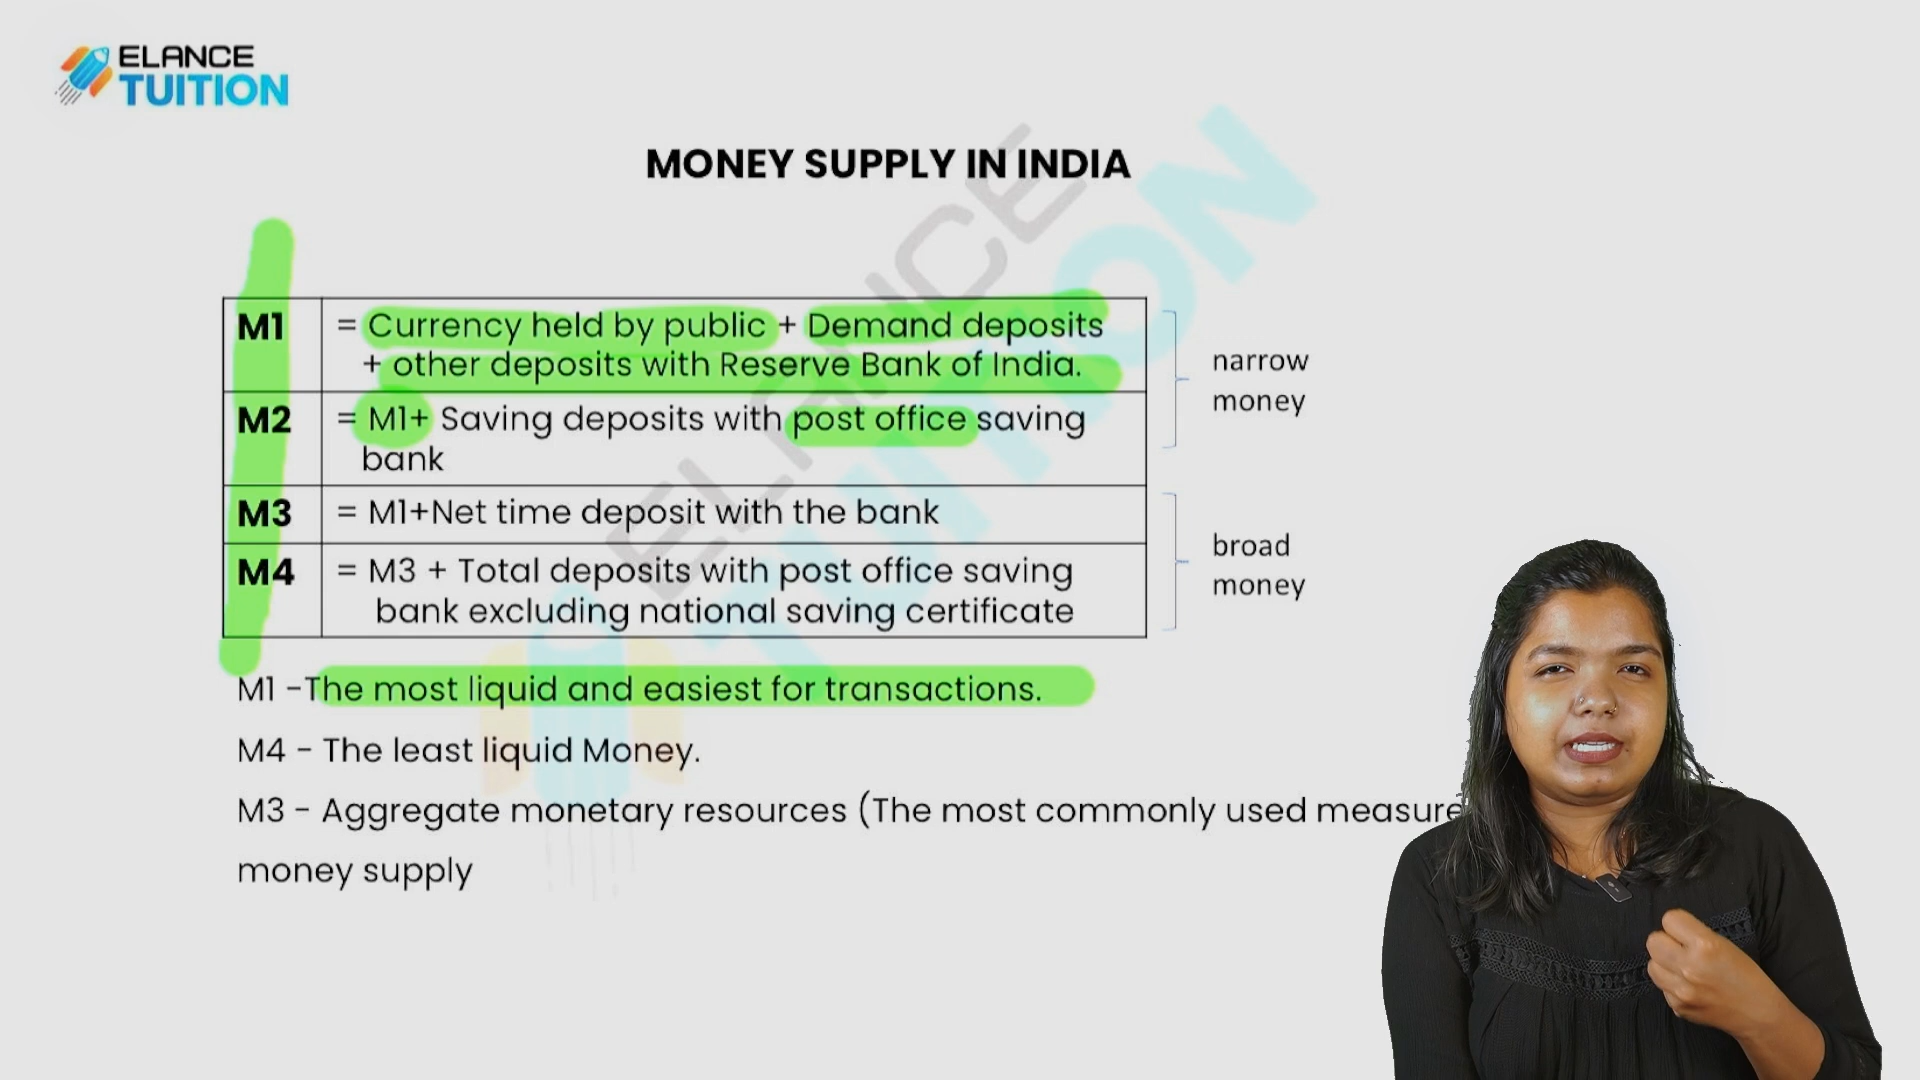 ELANCE
TUITION
MONEY SUPPLY IN INDIA
M1 = Currency held by public + Demand deposits
+ other deposits with Reserve Bank of India.
narrow
money
M2 = M1+ Saving deposits with post office saving
bank
M3 = M1+Net time deposit with the bank
M4 = M3 + Total deposits with post office saving
bank excluding national saving certificate
broad
money
M1 -The most liquid and easiest for transactions.
M4 - The least liquid Money.
M3 - Aggregate monetary resources (The most commonly used measure
money supply
ELANCE
TUITION